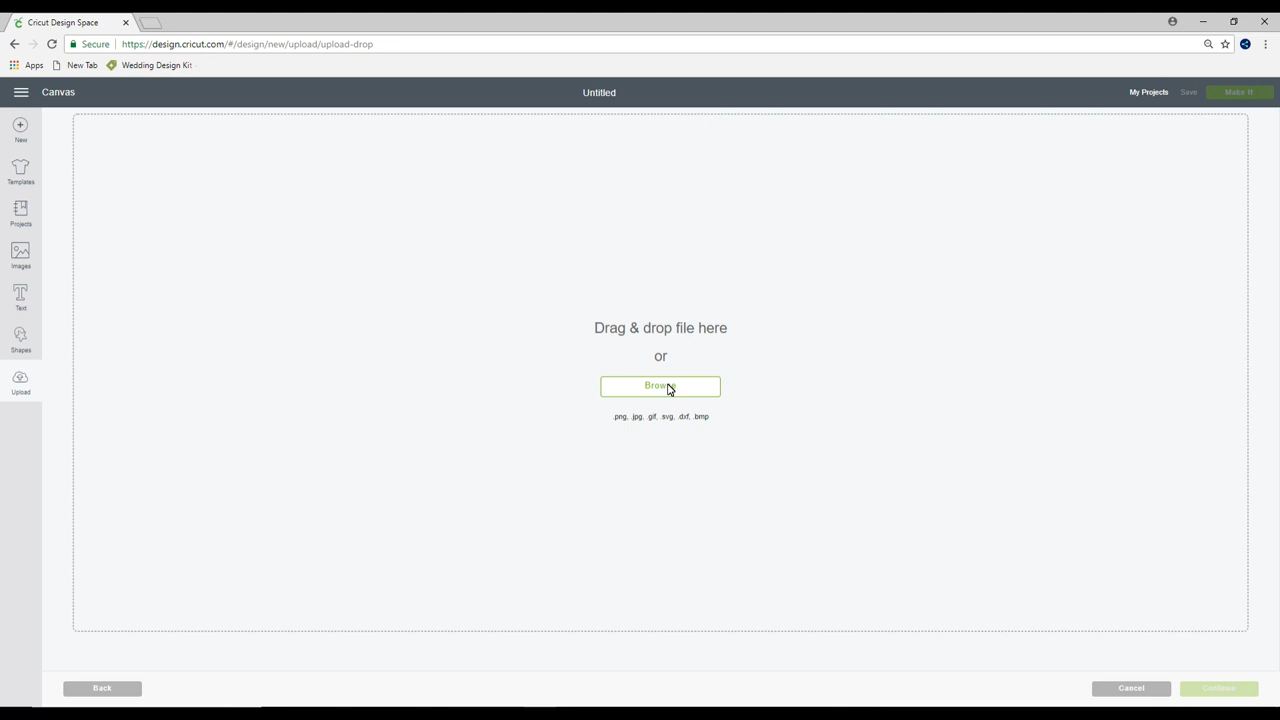 Cricut Design Space
Secure https://design.cricut.com/#/design/new/upload/upload-drop
Apps New Tab Wedding Design Kit
Canvas Untitled My Projects Save Make It
New
Templates
Projects
Images
Text
Shapes
Upload
Drag & drop file here
or
Browse
.png, .jpg, .gif, .svg, .dxf, .bmp
Back Cancel Continue